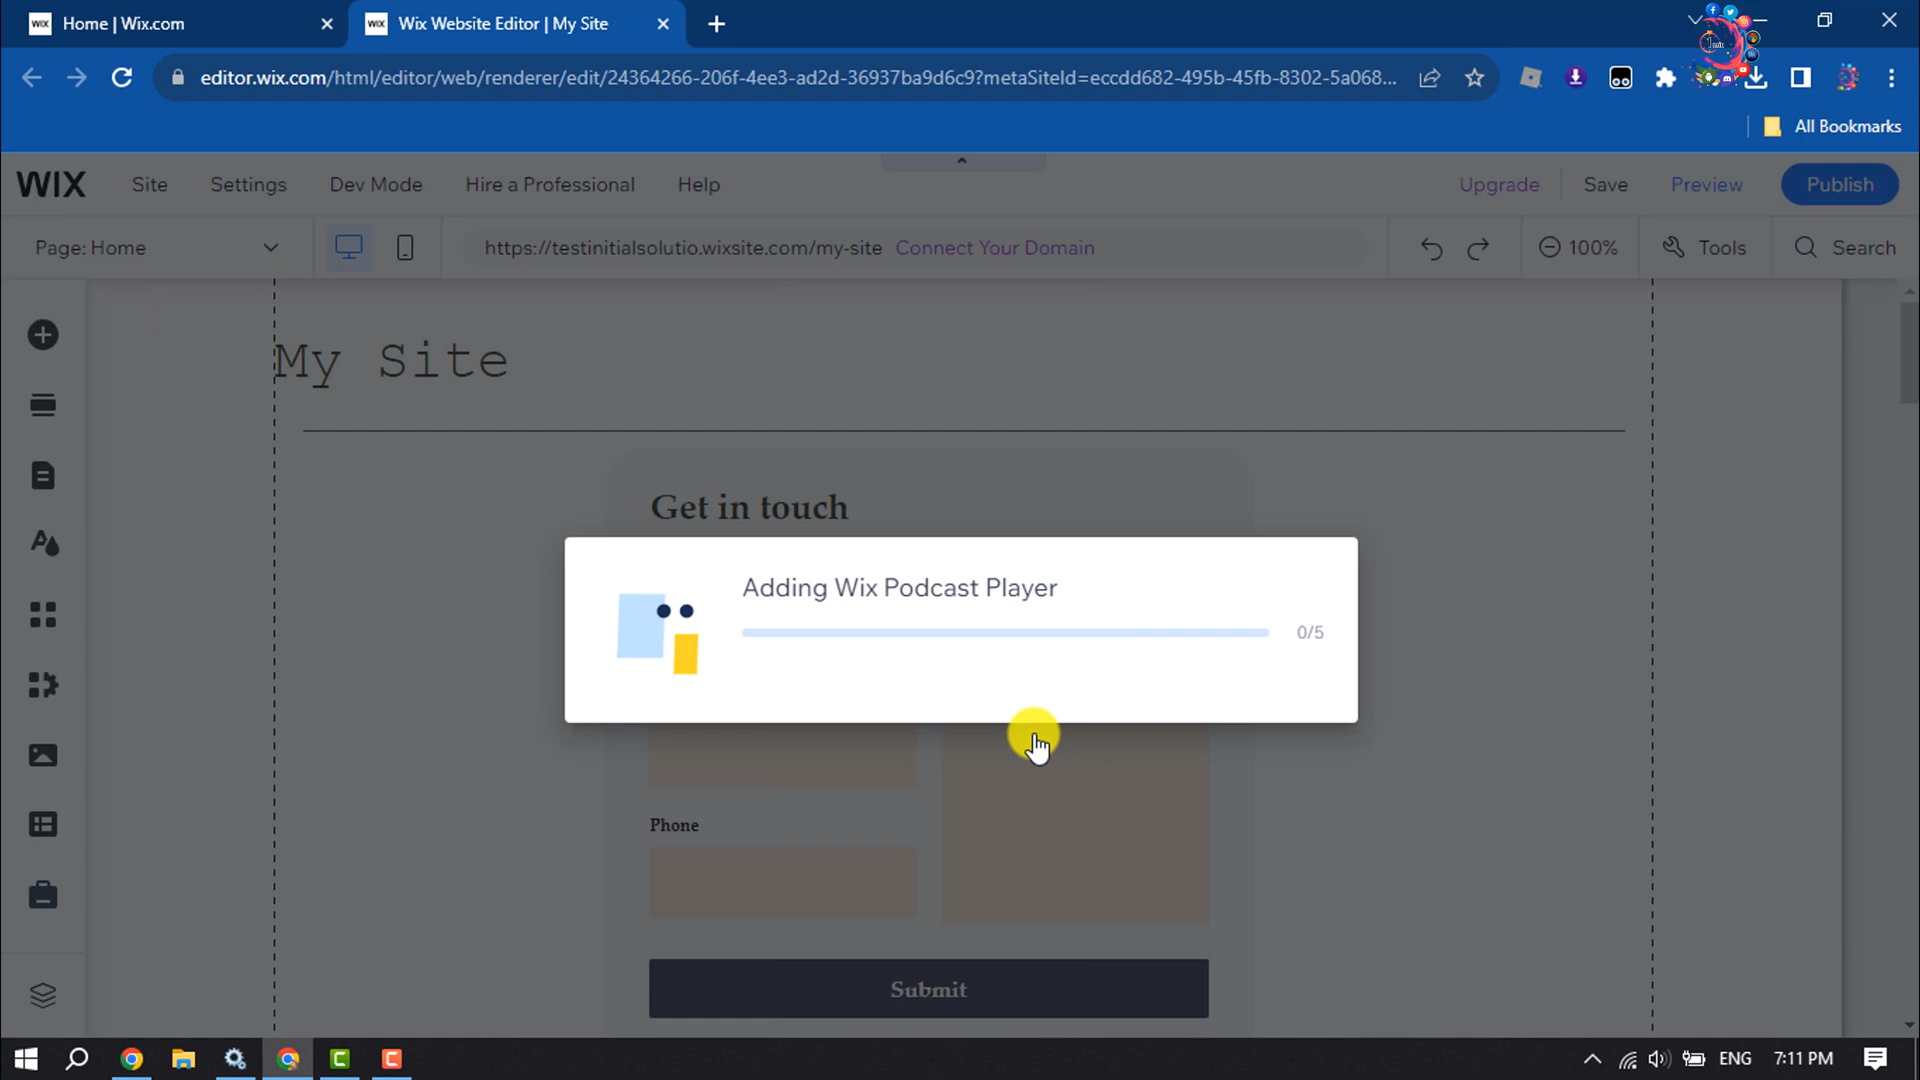 WIX Home | Wix.com
WIX Wix Website Editor | My Site
editor.wix.com/html/editor/web/renderer/edit/24364266-206f-4ee3-ad2d-36937ba9d6c9?metaSiteId=eccdd682-495b-45fb-8302-5a068...
All Bookmarks
WIX Site Settings Dev Mode Hire a Professional Help Upgrade Save Preview Publish
Page: Home https://testinitialsolutio.wixsite.com/my-site Connect Your Domain 100% Tools Search
My Site
Get in touch
Adding Wix Podcast Player
0/5
Phone
Submit
ENG 7:11 PM